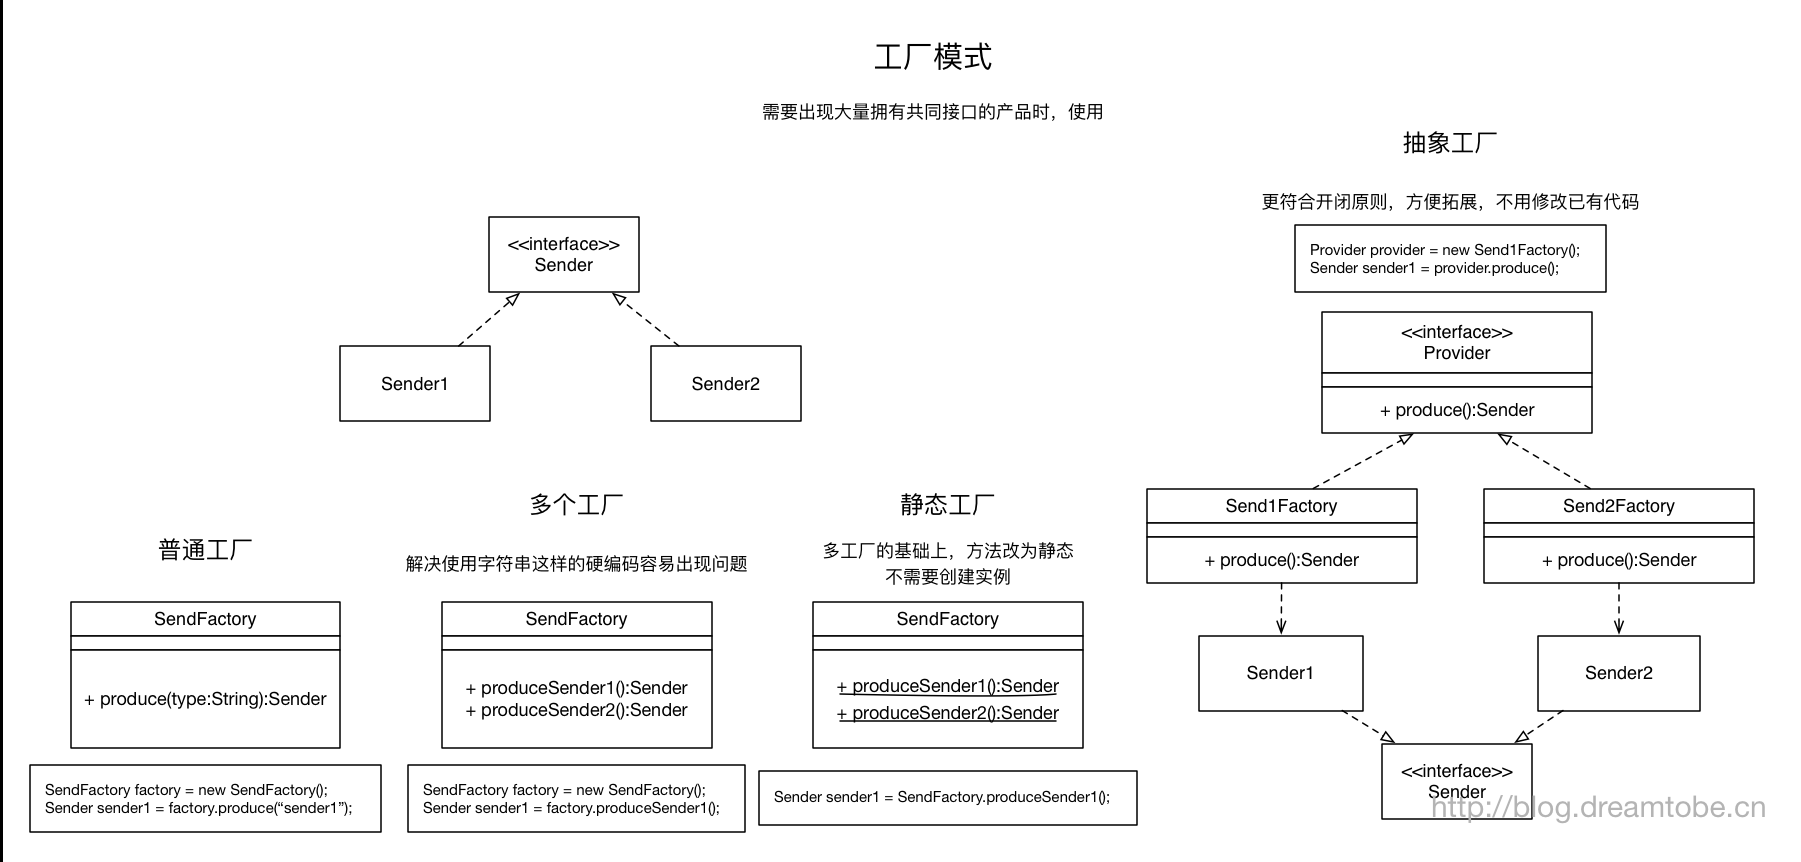 工厂模式
需要出现大量拥有共同接口的产品时，使用
<<interface>>
Sender
Sender1
Sender2
普通工厂
SendFactory
+ produce(type:String):Sender
SendFactory factory = new SendFactory();
Sender sender1 = factory.produce(“sender1”);
多个工厂
解决使用字符串这样的硬编码容易出现问题
SendFactory
+ produceSender1():Sender
+ produceSender2():Sender
SendFactory factory = new SendFactory();
Sender sender1 = factory.produceSender1();
静态工厂
多工厂的基础上，方法改为静态
不需要创建实例
SendFactory
+ produceSender1():Sender
+ produceSender2():Sender
Sender sender1 = SendFactory.produceSender1();
抽象工厂
更符合开闭原则，方便拓展，不用修改已有代码
Provider provider = new Send1Factory();
Sender sender1 = provider.produce();
<<interface>>
Provider
+ produce():Sender
Send1Factory
+ produce():Sender
Send2Factory
+ produce():Sender
Sender1
Sender2
<<interface>>
Sender
http://blog.dreamtobe.cn